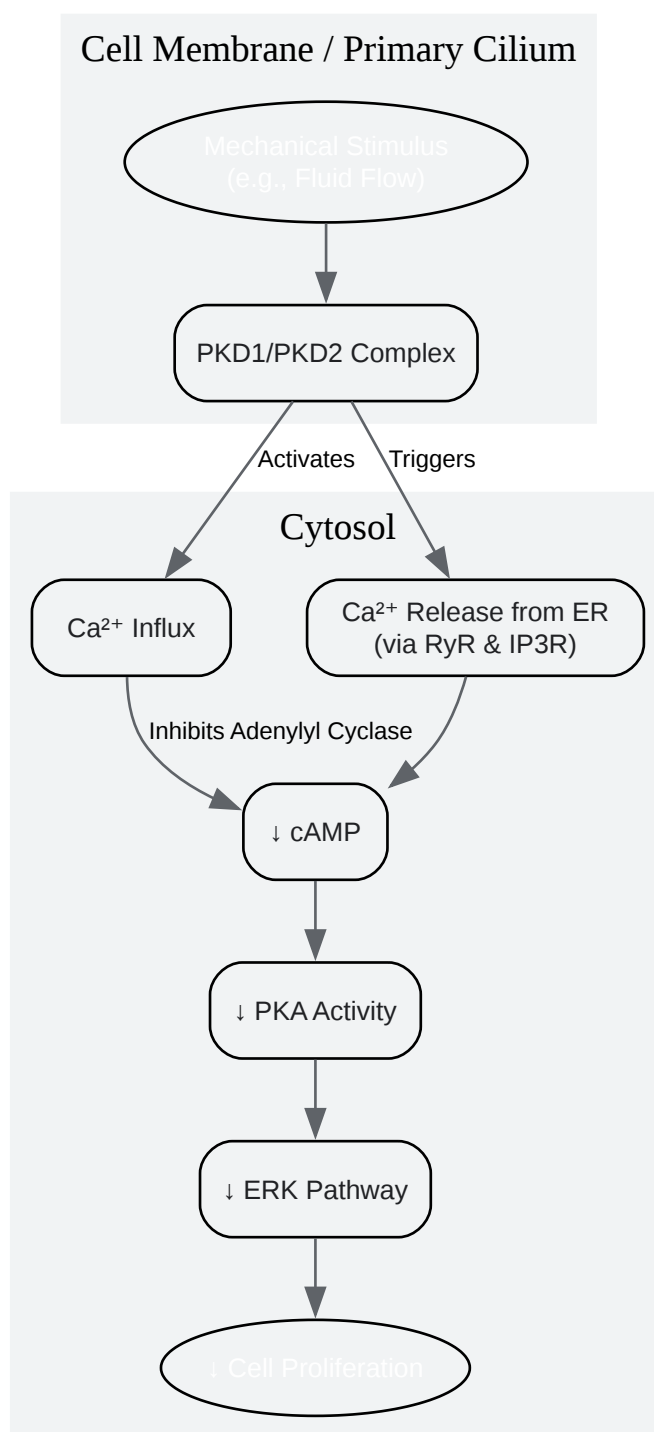 Cell Membrane / Primary Cilium
Mechanical Stimulus
(e.g., Fluid Flow)
PKD1/PKD2 Complex
Activates
Triggers
Cytosol
Ca²⁺ Influx
Ca²⁺ Release from ER
(via RyR & IP3R)
Inhibits Adenylyl Cyclase
↓ cAMP
↓ PKA Activity
↓ ERK Pathway
↓ Cell Proliferation